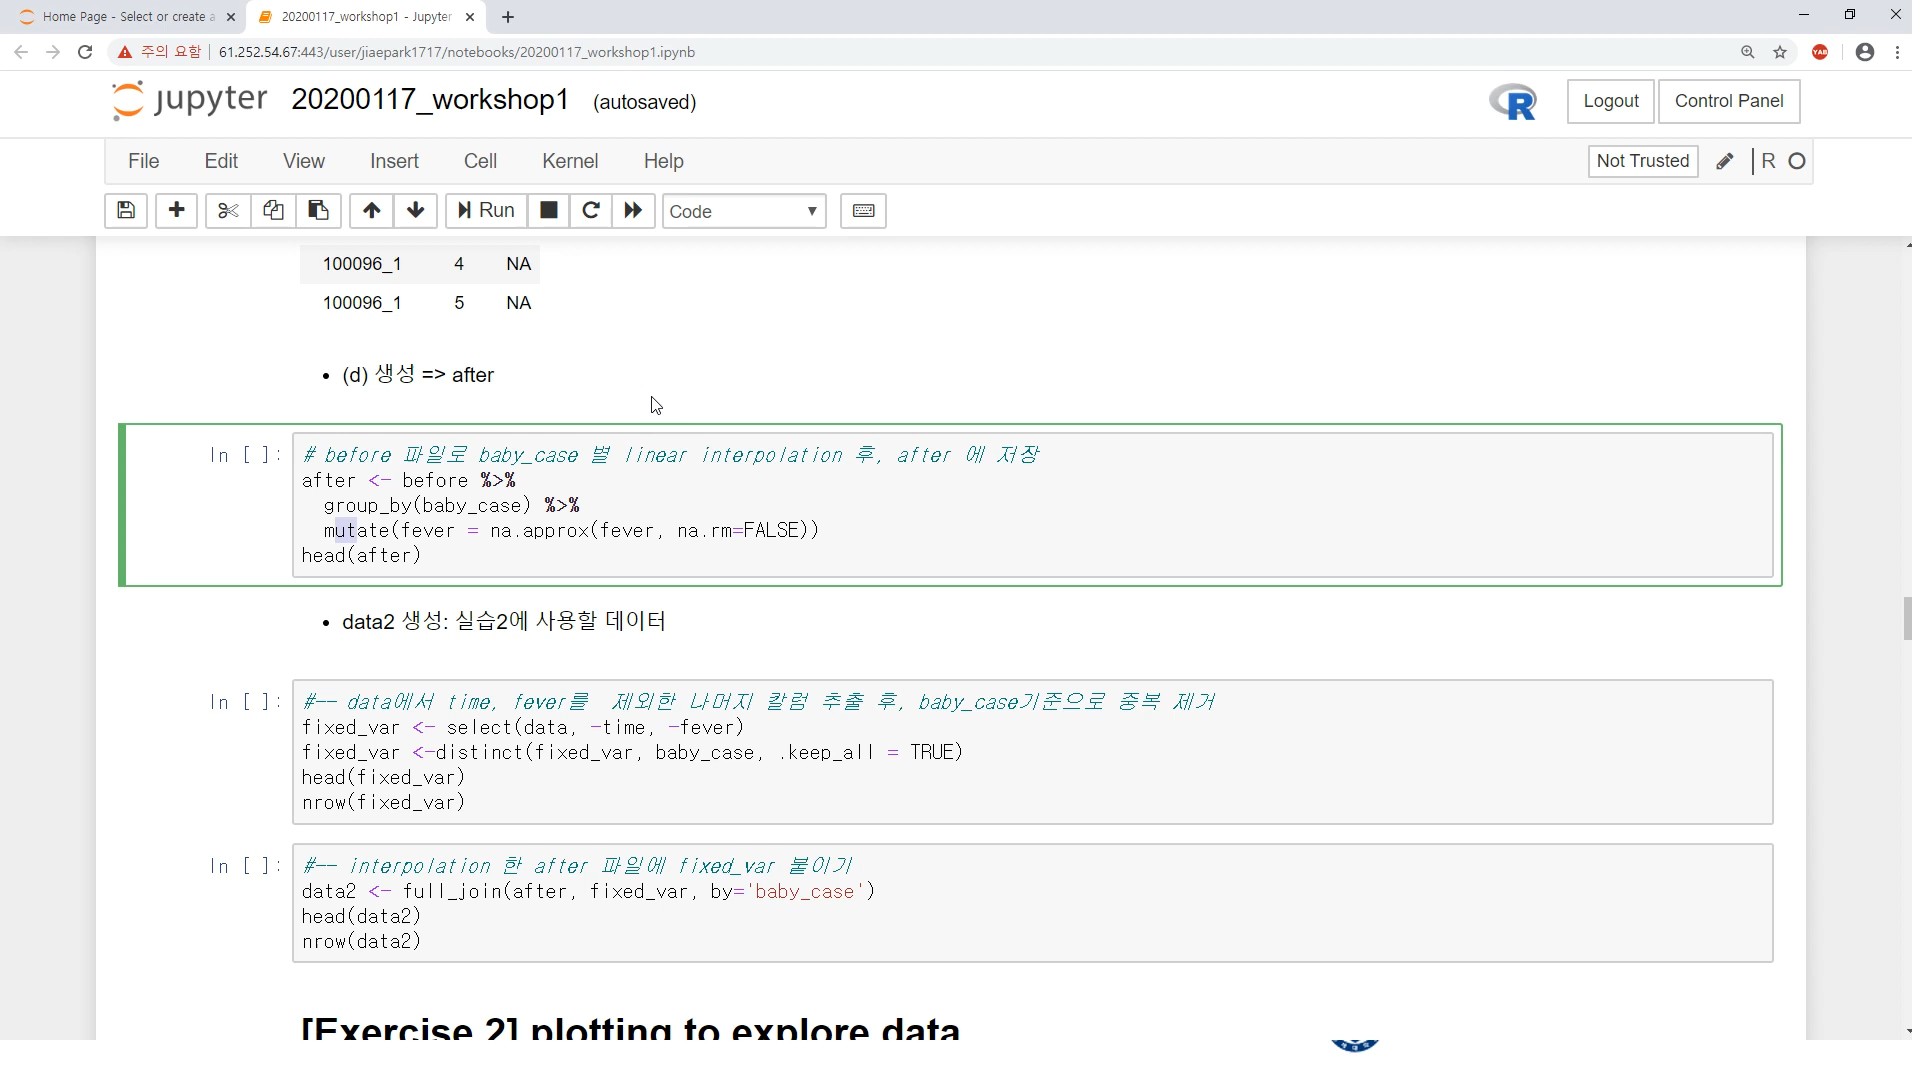 Home Page - Select or create a
20200117_workshop1 - Jupyter
주의 요함
61.252.54.67:443/user/jiaepark1717/notebooks/20200117_workshop1.ipynb
YAB
jupyter 20200117_workshop1 (autosaved)
R
Logout
Control Panel
File Edit View Insert Cell Kernel Help
Not Trusted
R
Run
Code
100096_1 4 NA
100096_1 5 NA
• (d) 생성 => after
In [ ]:
# before 파일로 baby_case 별 linear interpolation 후, after 에 저장
after <- before %>%
group_by(baby_case) %>%
mutate(fever = na.approx(fever, na.rm=FALSE))
head(after)
• data2 생성: 실습2에 사용할 데이터
In [ ]:
#-- data에서 time, fever를 제외한 나머지 칼럼 추출 후, baby_case기준으로 중복 제거
fixed_var <- select(data, -time, -fever)
fixed_var <-distinct(fixed_var, baby_case, .keep_all = TRUE)
head(fixed_var)
nrow(fixed_var)
In [ ]:
#-- interpolation 한 after 파일에 fixed_var 붙이기
data2 <- full_join(after, fixed_var, by='baby_case')
head(data2)
nrow(data2)
[Exercise 2] plotting to explore data